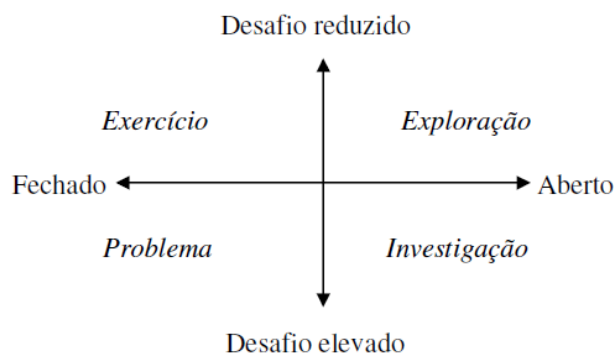 Desafio reduzido
Exercício Exploração
Fechado Aberto
Problema Investigação
Desafio elevado